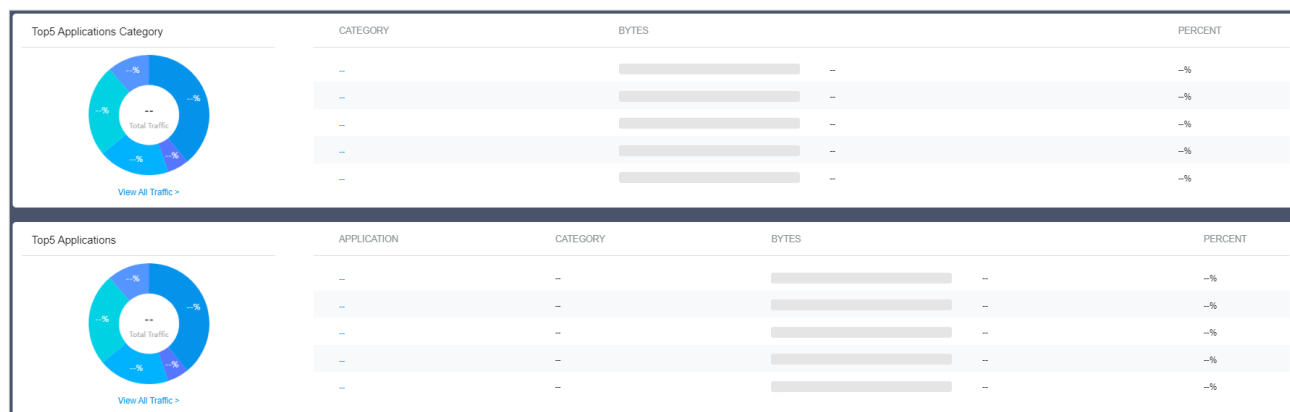 Top5 Applications Category CATEGORY BYTES PERCENT
--% -- -- --%
--% -- -- --%
--% -- -- -- --%
Total Traffic
--% --% -- -- --%
-- -- --%
View All Traffic >
Top5 Applications APPLICATION CATEGORY BYTES PERCENT
--% -- -- -- --%
--% -- -- -- --%
--% -- -- -- -- --%
Total Traffic
--% --% -- -- -- --%
-- -- -- --%
View All Traffic >